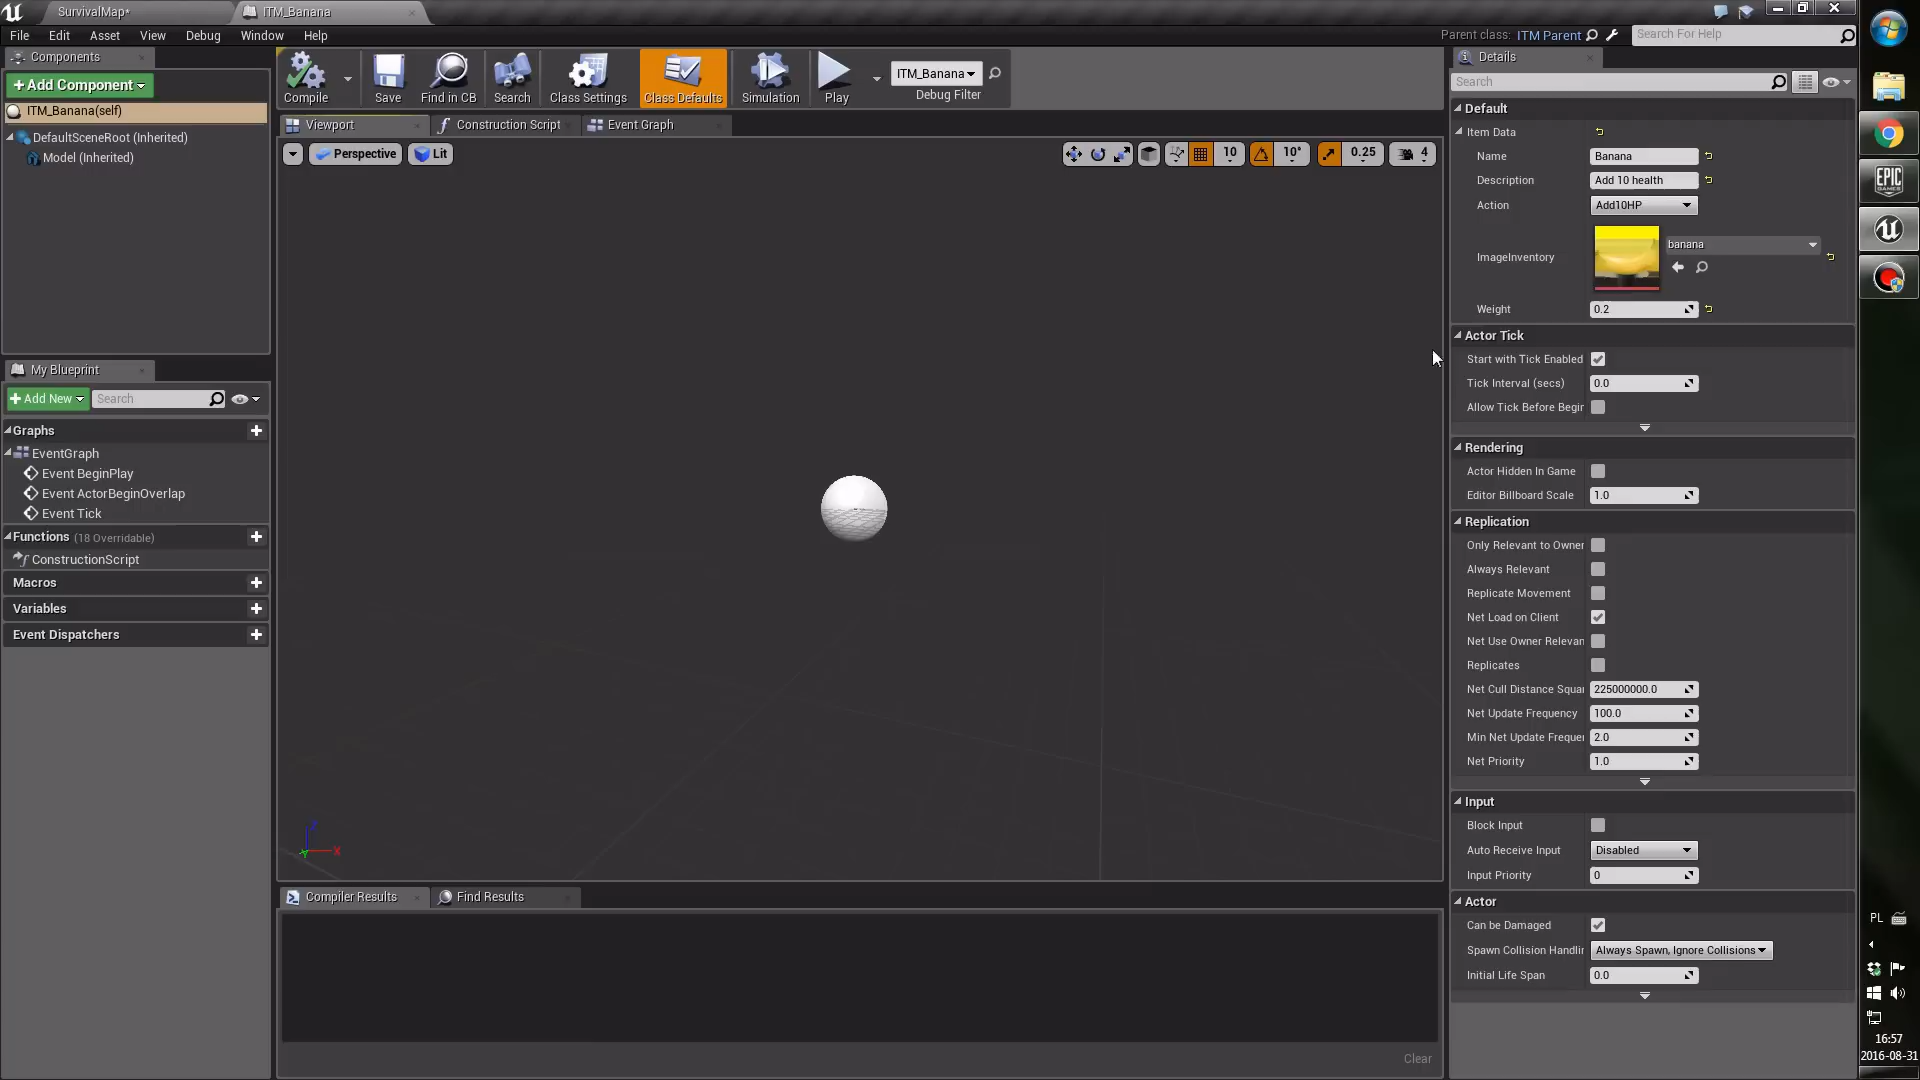 SurvivalMap*
ITM_Banana
File Edit Asset View Debug Window Help
Parent class: ITM Parent
Search For Help
Components
+Add Component
ITM_Banana(self)
DefaultSceneRoot (Inherited)
Model (Inherited)
My Blueprint
+Add New
Search
Graphs
EventGraph
Event BeginPlay
Event ActorBeginOverlap
Event Tick
Functions (18 Overridable)
ConstructionScript
Macros
Variables
Event Dispatchers
Compile
Save
Find in CB
Search
Class Settings
Class Defaults
Simulation
Play
ITM_Banana
Debug Filter
Viewport
Construction Script
Event Graph
Perspective
Lit
10
10°
0.25
4
X
Compiler Results
Find Results
Clear
Details
Search
Default
Item Data
Name Banana
Description Add 10 health
Action Add10HP
ImageInventory banana
Weight 0.2
Actor Tick
Start with Tick Enabled
Tick Interval (secs) 0.0
Allow Tick Before Begir
Rendering
Actor Hidden In Game
Editor Billboard Scale 1.0
Replication
Only Relevant to Owner
Always Relevant
Replicate Movement
Net Load on Client
Net Use Owner Relevan
Replicates
Net Cull Distance Squa 225000000.0
Net Update Frequency 100.0
Min Net Update Freque 2.0
Net Priority 1.0
Input
Block Input
Auto Receive Input Disabled
Input Priority 0
Actor
Can be Damaged
Spawn Collision Handli Always Spawn, Ignore Collisions
Initial Life Span 0.0
EPIC
GAMES
PL
16:57
2016-08-31